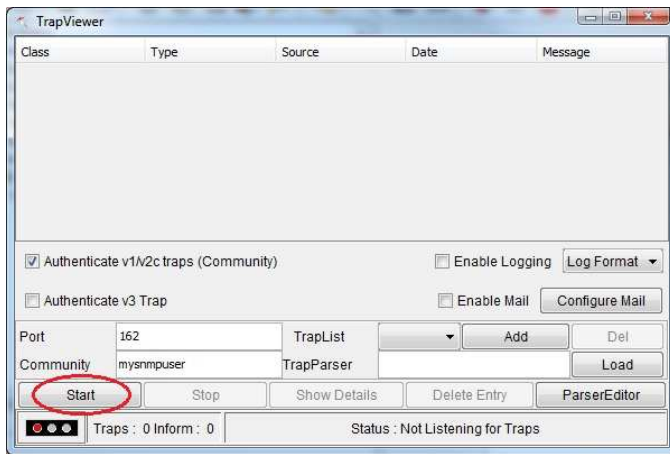 TrapViewer
Class Type Source Date Message
Authenticate v1/v2c traps (Community) Enable Logging Log Format
Authenticate v3 Trap Enable Mail Configure Mail
Port 162 TrapList Add Del
Community mysnmpuser TrapParser Load
Start Stop Show Details Delete Entry ParserEditor
Traps : 0 Inform : 0 Status : Not Listening for Traps